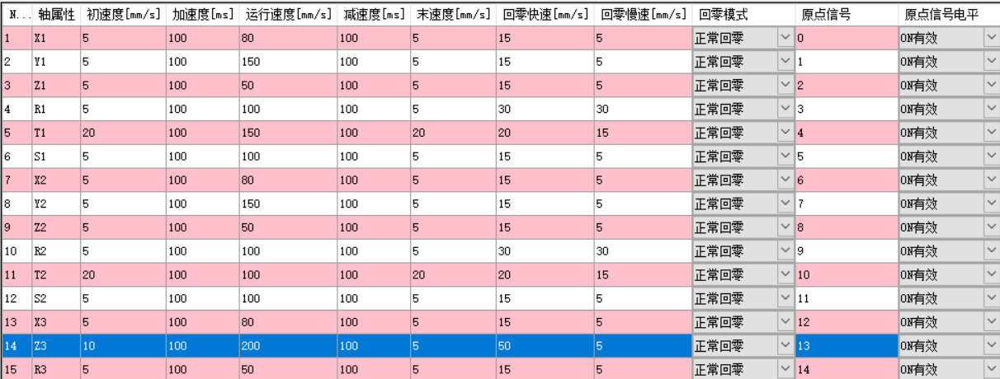 N... 轴属性 初速度[mm/s] 加速度[ms] 运行速度[mm/s] 减速度[ms] 末速度[mm/s] 回零快速[mm/s] 回零慢速[mm/s] 回零模式 原点信号 原点信号电平
1 X1 5 100 80 100 5 15 5 正常回零 0 ON有效
2 Y1 5 100 150 100 5 15 5 正常回零 1 ON有效
3 Z1 5 100 50 100 5 15 5 正常回零 2 ON有效
4 R1 5 100 100 100 5 30 30 正常回零 3 ON有效
5 T1 20 100 150 100 20 20 15 正常回零 4 ON有效
6 S1 5 100 100 100 5 15 5 正常回零 5 ON有效
7 X2 5 100 80 100 5 15 5 正常回零 6 ON有效
8 Y2 5 100 150 100 5 15 5 正常回零 7 ON有效
9 Z2 5 100 50 100 5 15 5 正常回零 8 ON有效
10 R2 5 100 100 100 5 30 30 正常回零 9 ON有效
11 T2 20 100 100 100 20 20 15 正常回零 10 ON有效
12 S2 5 100 100 100 5 15 5 正常回零 11 ON有效
13 X3 5 100 80 100 5 15 5 正常回零 12 ON有效
14 Z3 10 100 200 100 5 50 5 正常回零 13 ON有效
15 R3 5 100 50 100 5 15 5 正常回零 14 ON有效